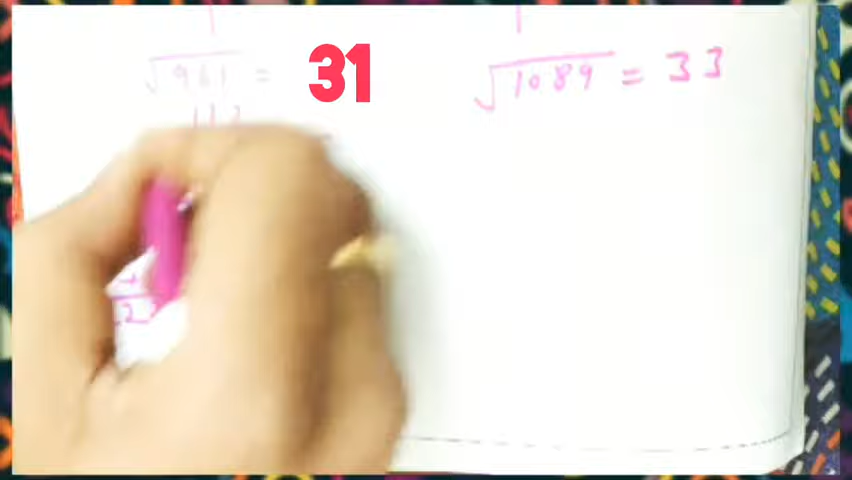 √961 = 31
√1089 = 33